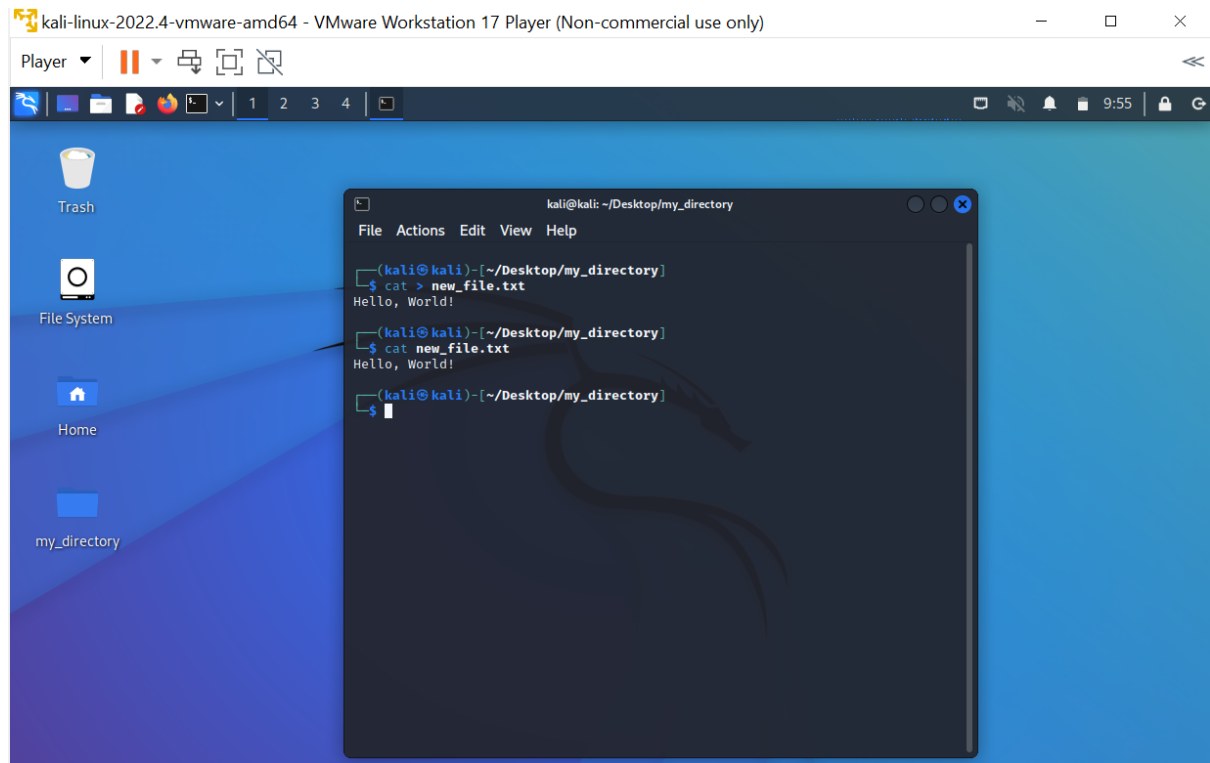 kali-linux-2022.4-vmware-amd64 - VMware Workstation 17 Player (Non-commercial use only)
Player
1 2 3 4
9:55
Trash
File System
Home
my_directory
kali@kali: ~/Desktop/my_directory
File Actions Edit View Help
┌──(kali㉿kali)-[~/Desktop/my_directory]
└─$ cat > new_file.txt
Hello, World!
┌──(kali㉿kali)-[~/Desktop/my_directory]
└─$ cat new_file.txt
Hello, World!
┌──(kali㉿kali)-[~/Desktop/my_directory]
└─$